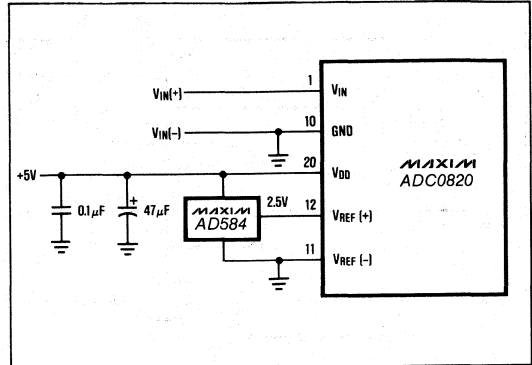 1
VIN(+)
VIN
10
VIN(-)
GND
20
+5V
VDD
MAXIM
ADC0820
0.1μF
+
47μF
MAXIM
AD584
2.5V
12
VREF (+)
11
VREF (-)